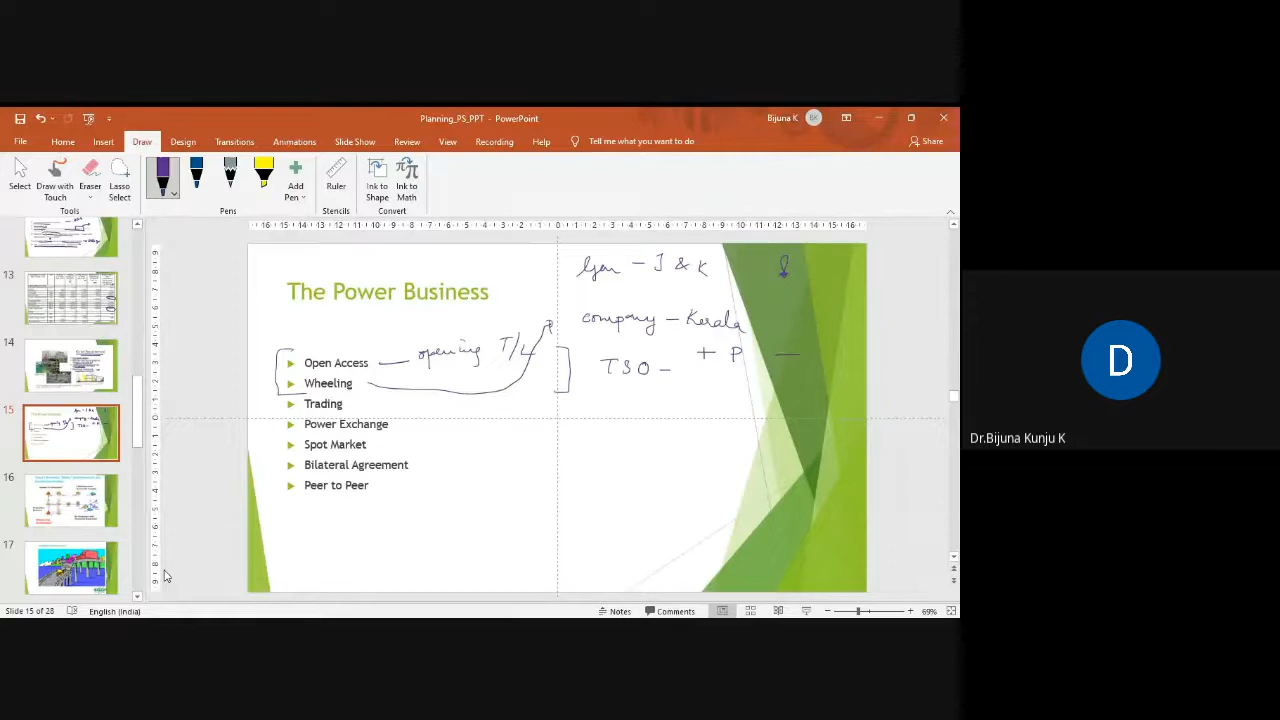 Planning_PS_PPT - PowerPoint
Bijuna K
BK
File Home Insert Draw Design Transitions Animations Slide Show Review View Recording Help Tell me what you want to do
Share
Select Draw with Touch Eraser Lasso Select Add Pen Ruler Ink to Shape Ink to Math
Tools Pens Stencils Convert
13
14
15
16
17
The Power Business
Gen - J & K
company - Kerala
+ P -
TSO -
Open Access — opening T/L
Wheeling
Trading
Power Exchange
Spot Market
Bilateral Agreement
Peer to Peer
D
Dr.Bijuna Kunju K
Slide 15 of 28 English (India) Notes Comments 69%